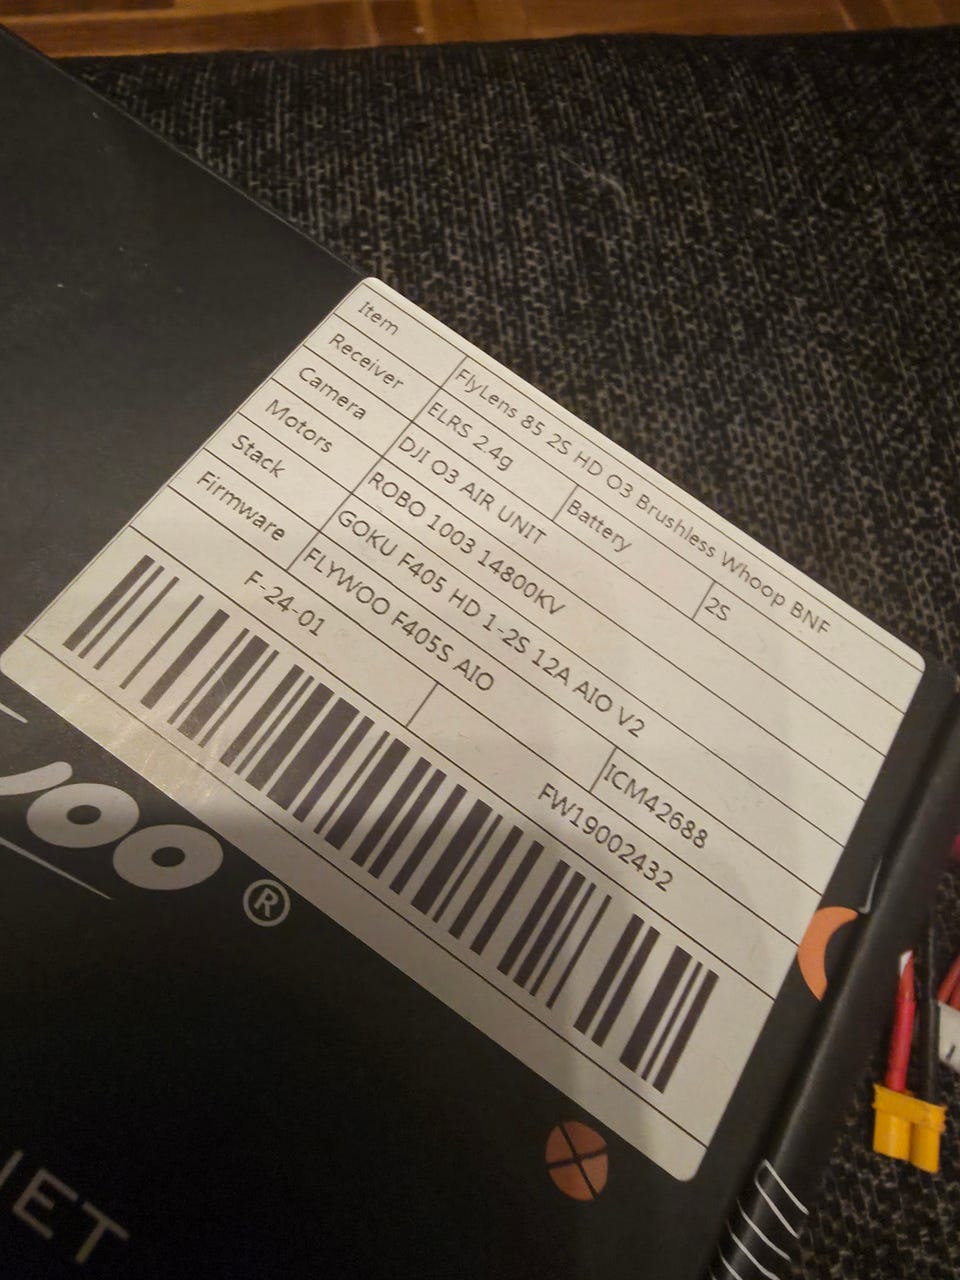 Item FlyLens 85 2S HD O3 Brushless Whoop BNF
Receiver ELRS 2.4g Battery 2S
Camera DJI O3 AIR UNIT
Motors ROBO 1003 14800KV
Stack GOKU F405 HD 1-2S 12A AIO V2
Firmware FLYWOO F405S AIO ICM42688
F-24-01 FW19002432
OO®
ET